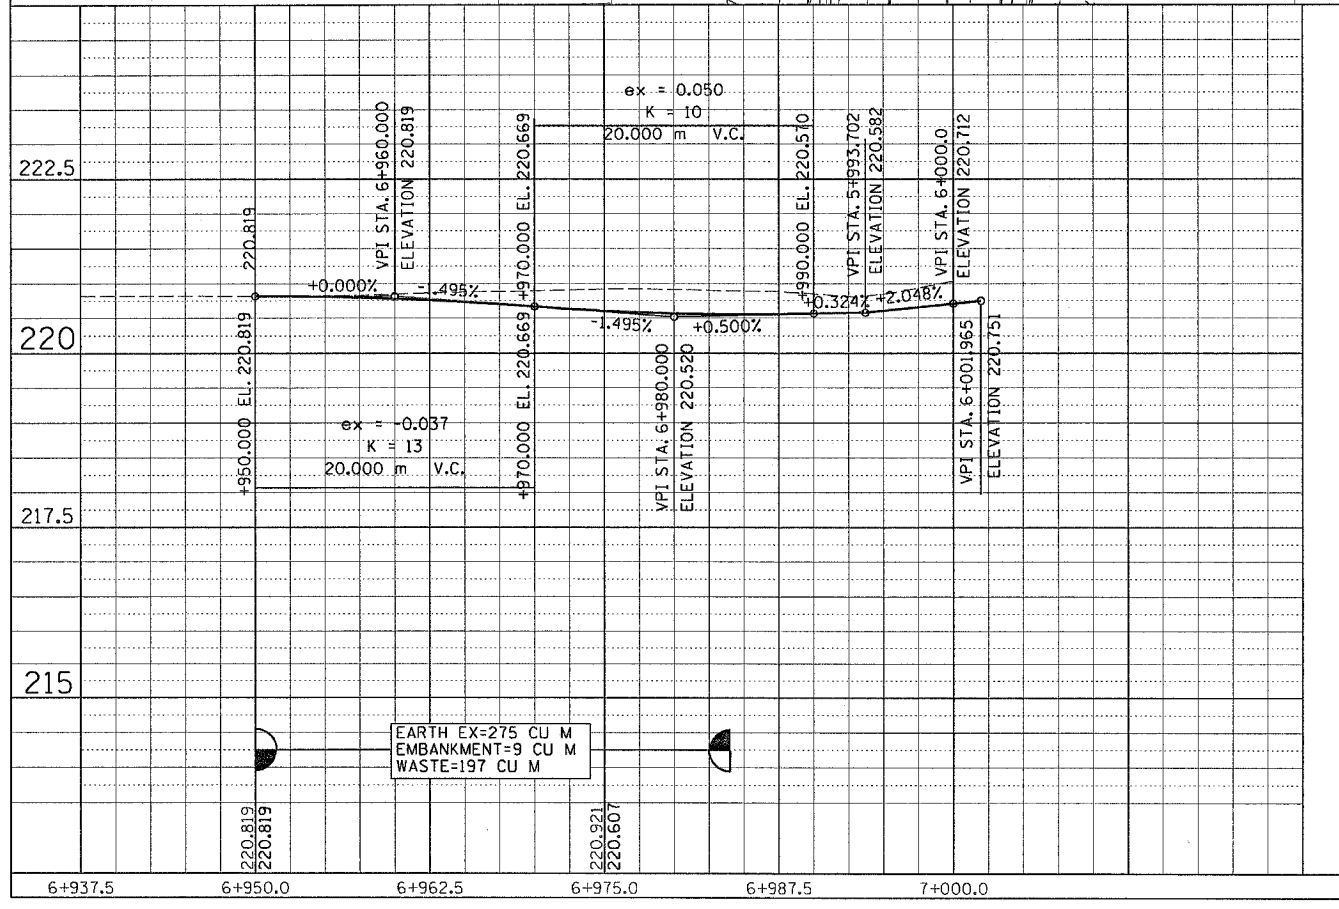 ex = 0.050
K = 10
20.000 m V.C.
222.5
220
217.5
215
220.819
VPI STA. 6+960.000
ELEVATION 220.819
+970.000 EL. 220.669
+990.000 EL. 220.570
VPI STA. 5+993.702
ELEVATION 220.582
VPI STA. 6+000.0
ELEVATION 220.712
+0.000%
-1.495%
-1.495%
+0.500%
+0.324%
+2.048%
+950.000 EL. 220.819
ex = -0.037
K = 13
20.000 m V.C.
+970.000 EL. 220.669
VPI STA. 6+980.000
ELEVATION 220.520
VPI STA. 6+001.965
ELEVATION 220.751
EARTH EX=275 CU M
EMBANKMENT=9 CU M
WASTE=197 CU M
220.819
220.819
220.921
220.607
6+937.5 6+950.0 6+962.5 6+975.0 6+987.5 7+000.0